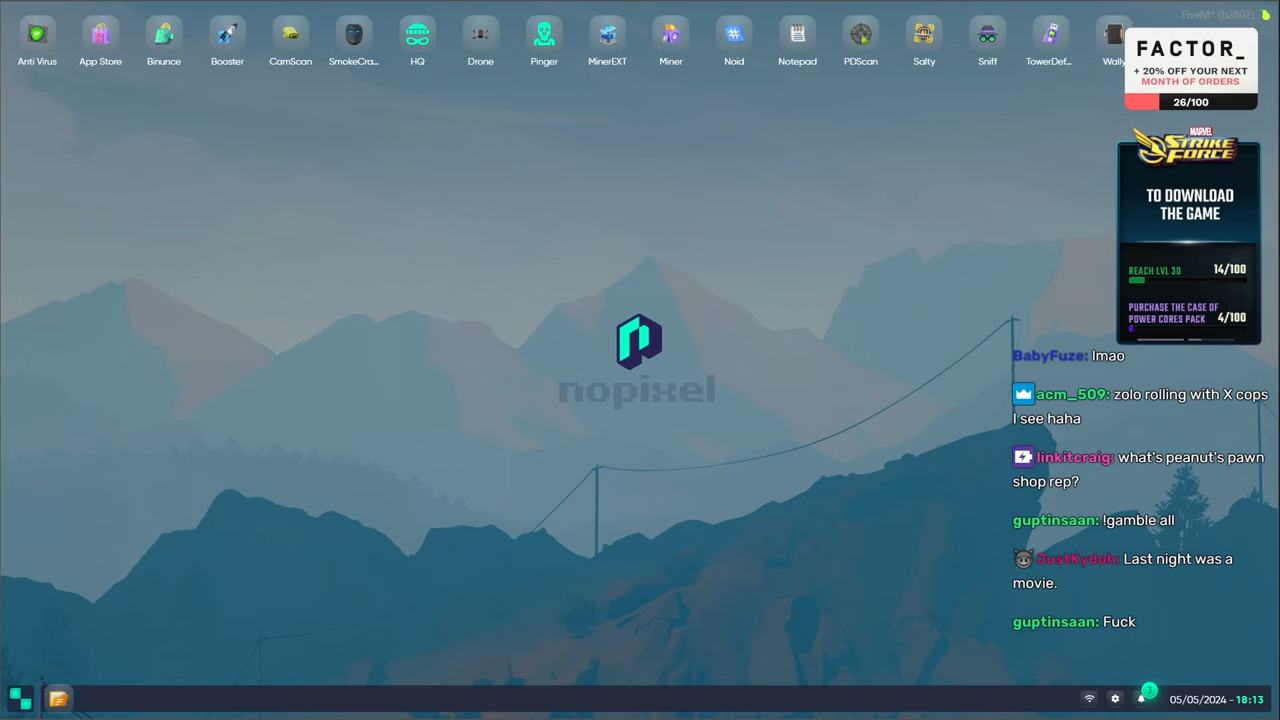 FiveM* (b2802)
Anti Virus
App Store
Binunce
Booster
CamScan
SmokeCra...
HQ
Drone
Pinger
MinerEXT
Miner
Noid
Notepad
PDScan
Salty
Sniff
TowerDef...
FACTOR_
+ 20% OFF YOUR NEXT
MONTH OF ORDERS
26/100
MARVEL
STRIKE
FORCE
TO DOWNLOAD
THE GAME
REACH LVL 30 14/100
PURCHASE THE CASE OF
POWER CORES PACK 4/100
nopixel
BabyFuze: lmao
acm_509: zolo rolling with X cops
I see haha
linkitcraig: what's peanut's pawn
shop rep?
guptinsaan: !gamble all
JustKydoh: Last night was a
movie.
guptinsaan: Fuck
3
05/05/2024 - 18:13